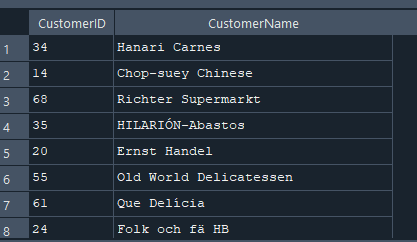 CustomerID CustomerName
1 34 Hanari Carnes
2 14 Chop-suey Chinese
3 68 Richter Supermarkt
4 35 HILARIÓN-Abastos
5 20 Ernst Handel
6 55 Old World Delicatessen
7 61 Que Delícia
8 24 Folk och fä HB